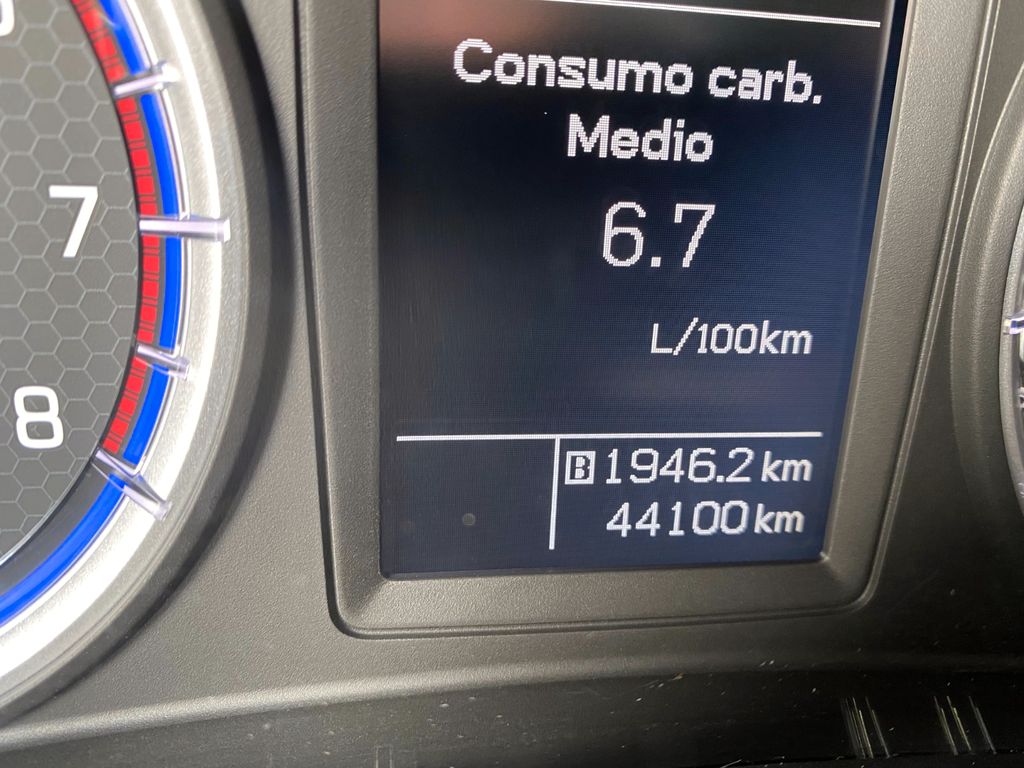 Consumo carb.
Medio
6.7
L/100km
B 1946.2 km
44100 km
7
8